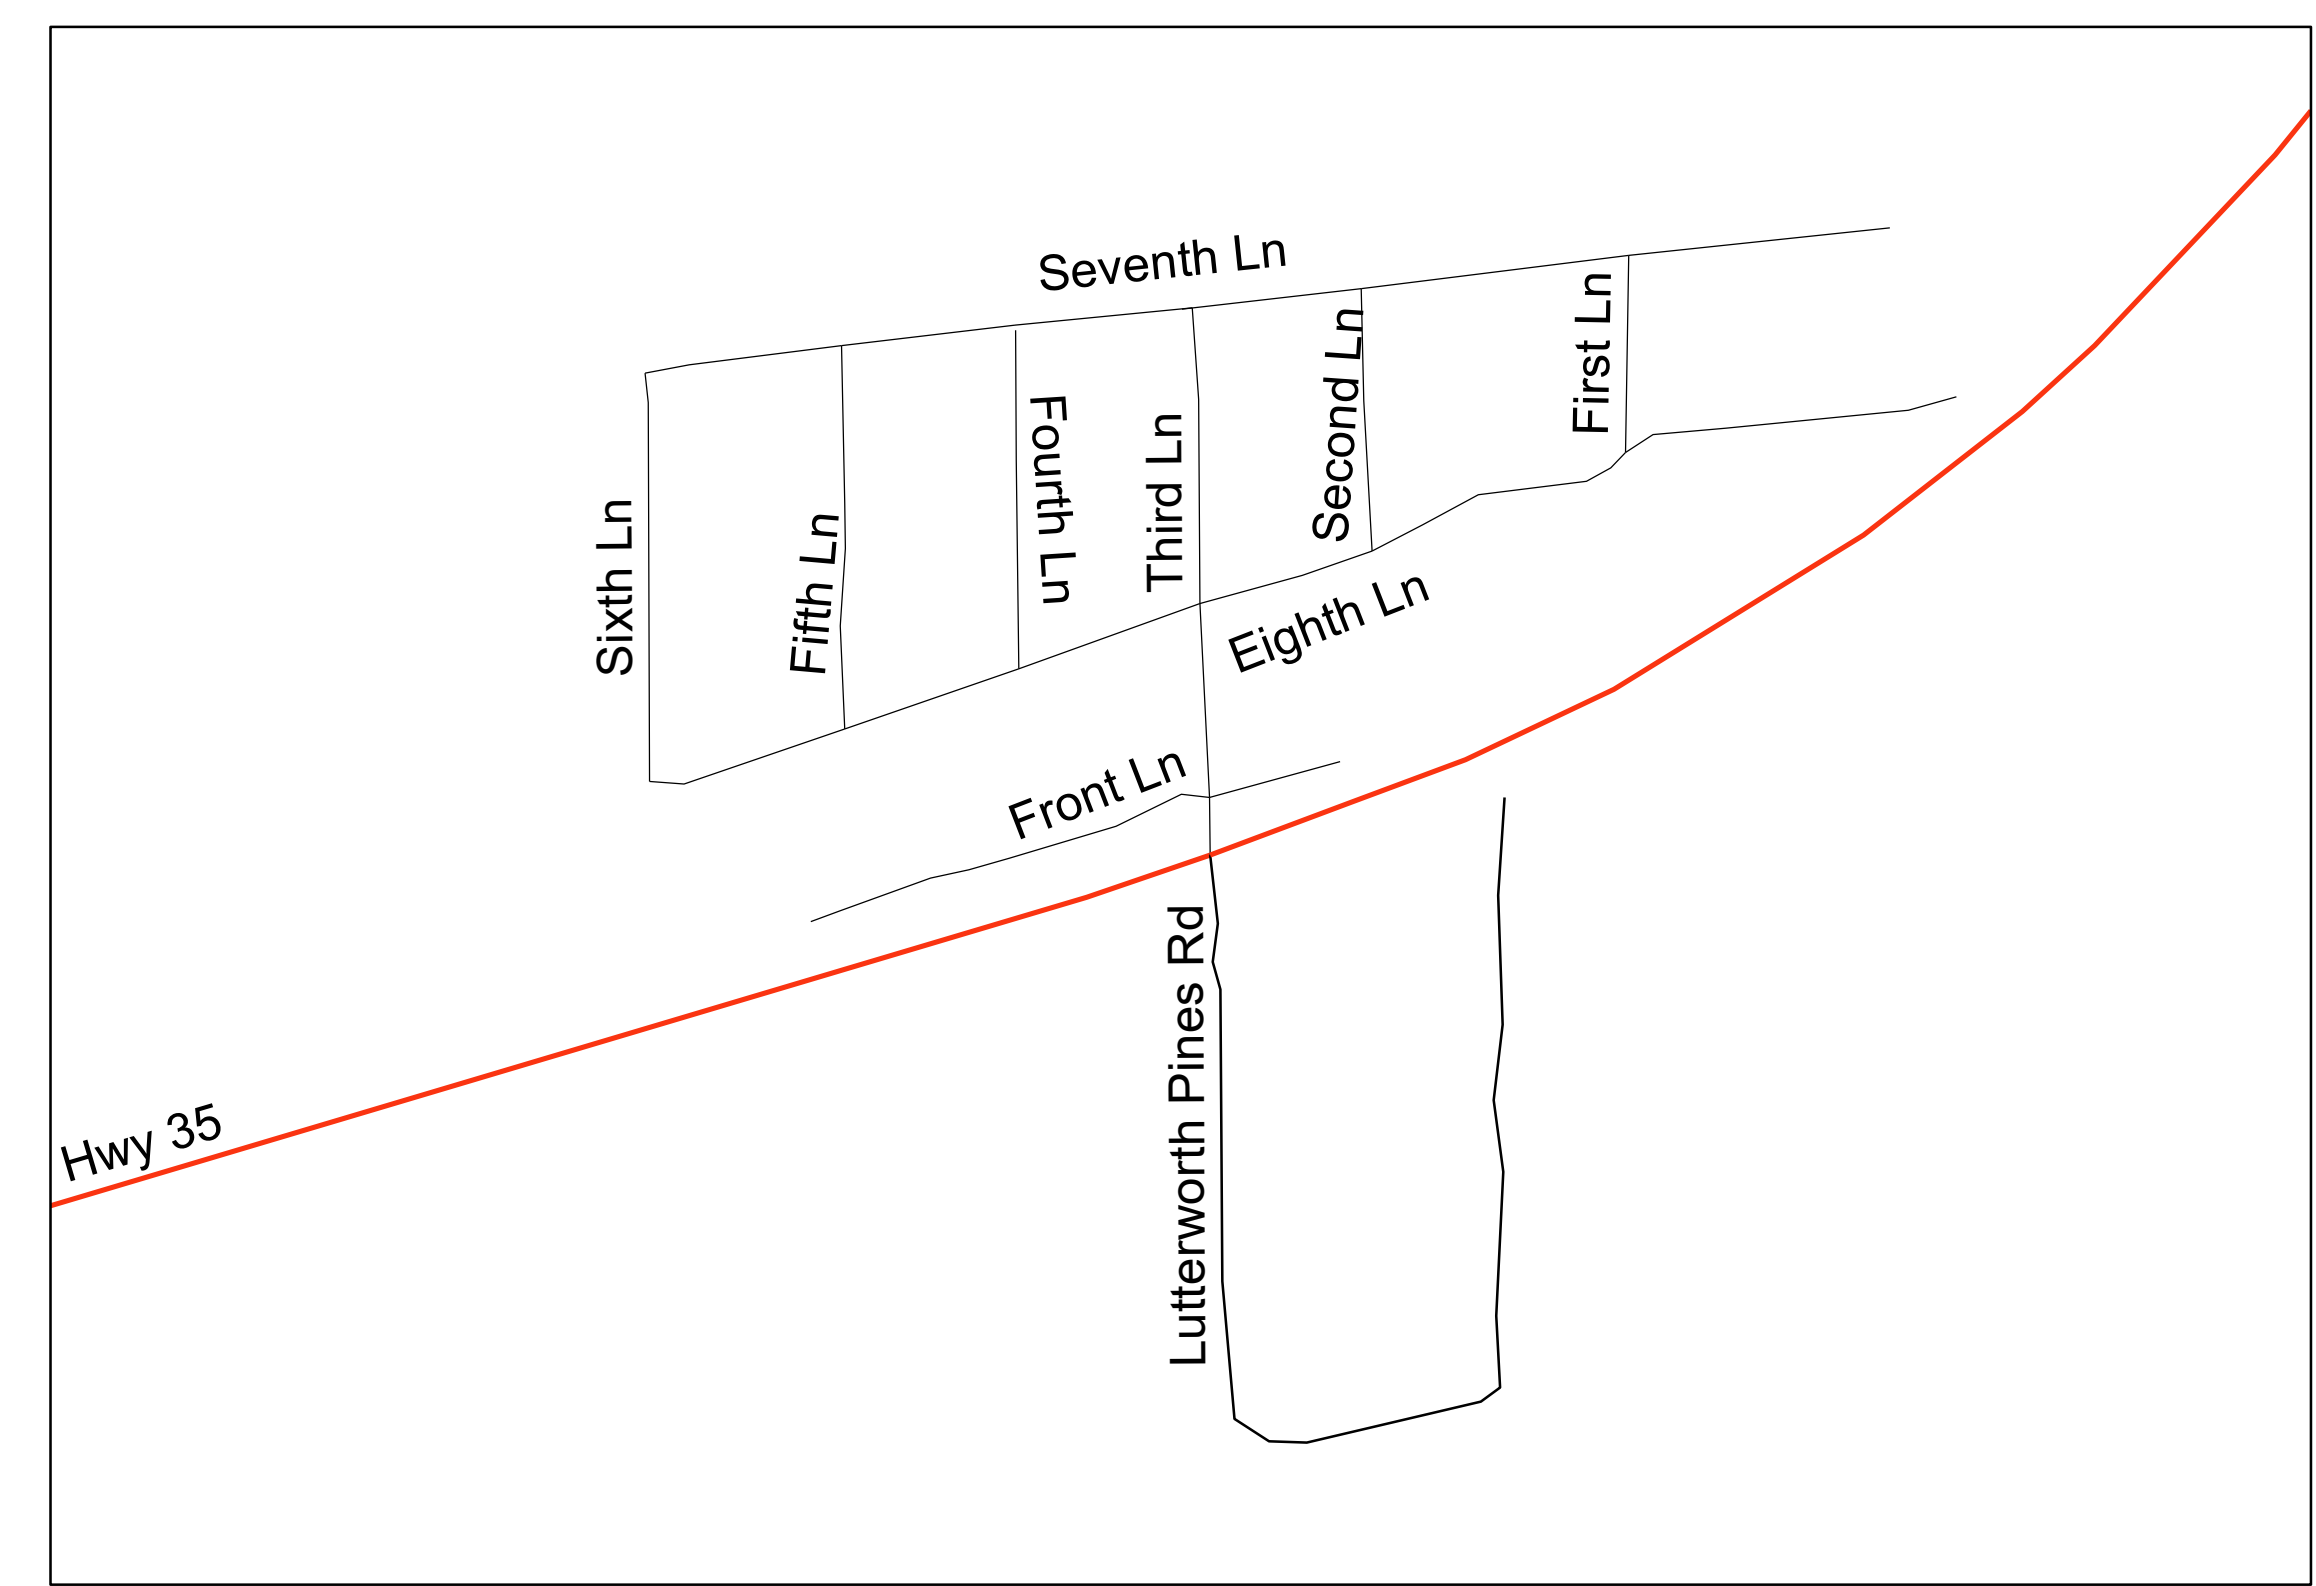 Seventh Ln
First Ln
Second Ln
Third Ln
Fourth Ln
Fifth Ln
Sixth Ln
Eighth Ln
Front Ln
Lutterworth Pines Rd
Hwy 35